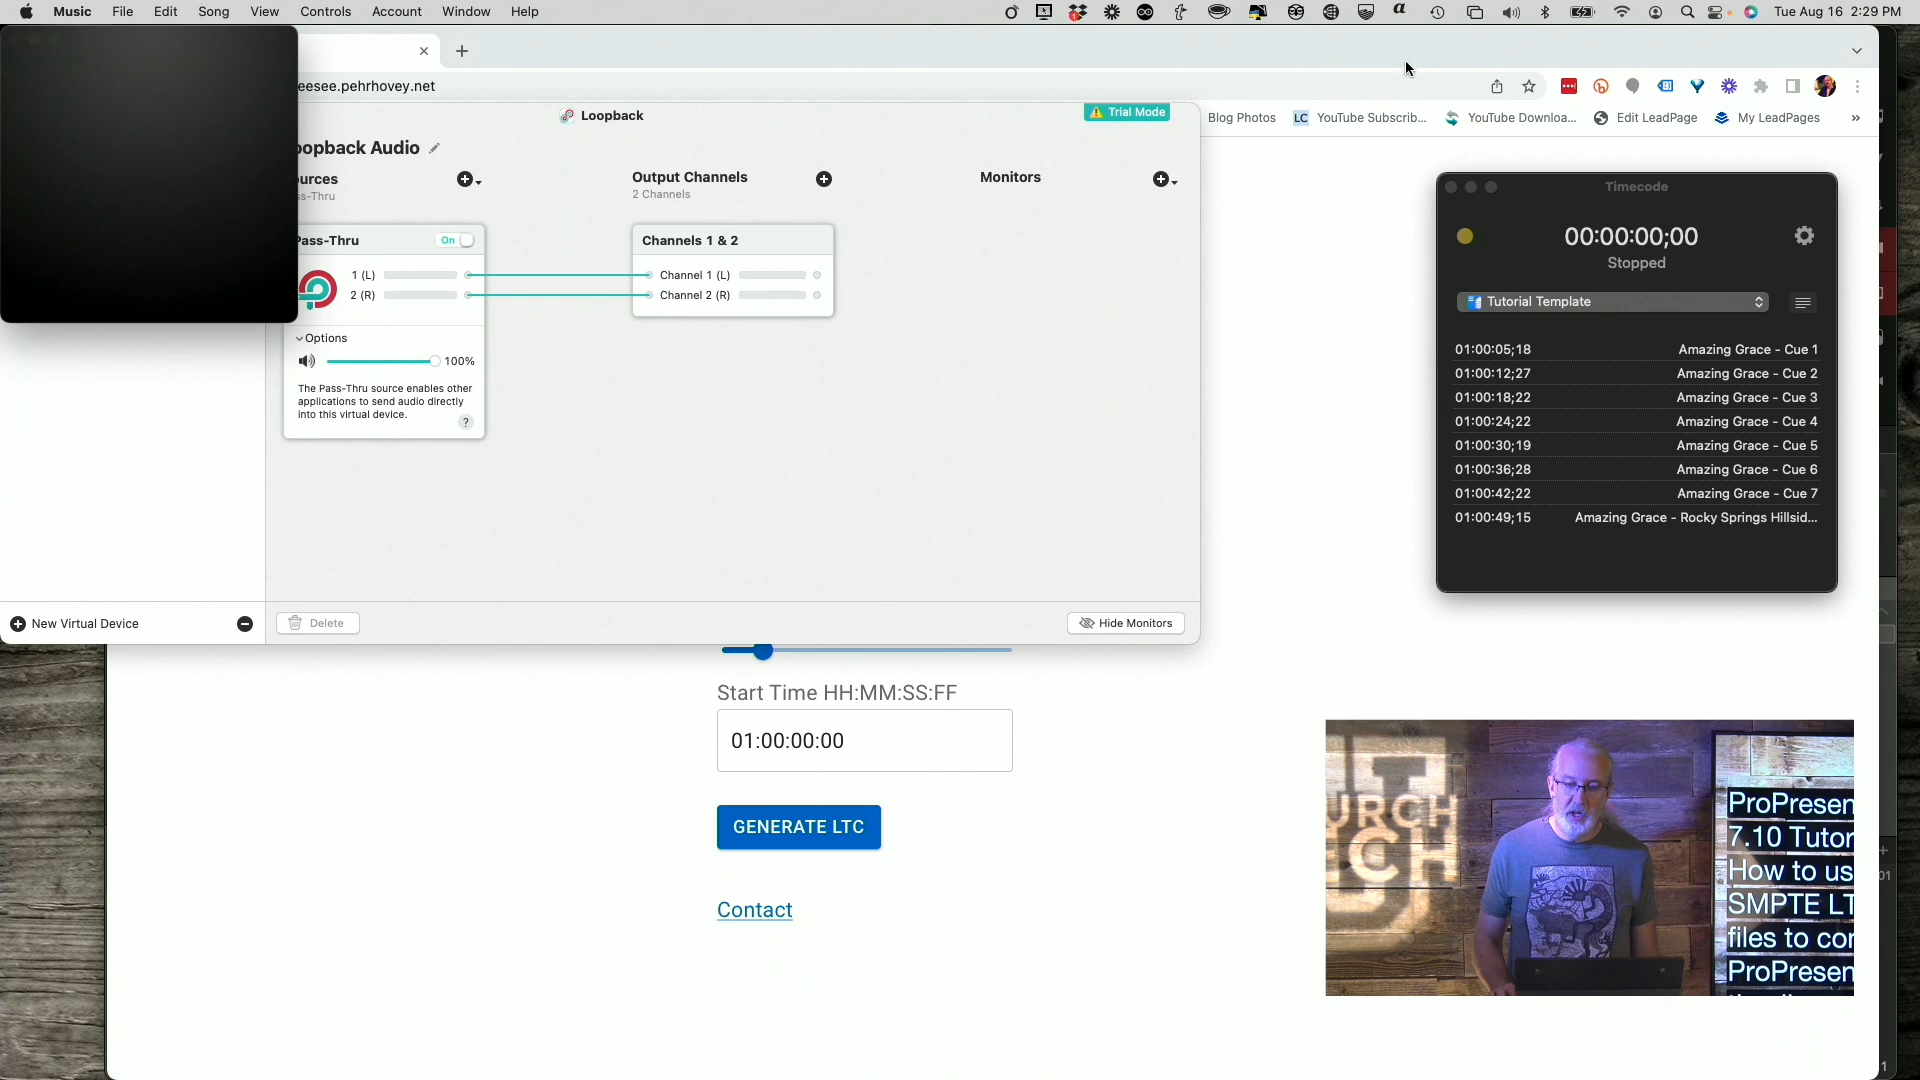 Music File Edit Song View Controls Account Window Help
Tue Aug 16 2:29 PM
eesee.pehrhovey.net
Blog Photos LC YouTube Subscrib... YouTube Downloa... Edit LeadPage My LeadPages »
Loopback
Trial Mode
oopback Audio
urces
ss-Thru
Output Channels
2 Channels
Monitors
Pass-Thru On
1 (L)
2 (R)
Channels 1 & 2
Channel 1 (L)
Channel 2 (R)
Options
100%
The Pass-Thru source enables other
applications to send audio directly
into this virtual device.
?
New Virtual Device
Delete
Hide Monitors
Timecode
00:00:00;00
Stopped
Tutorial Template
01:00:05;18 Amazing Grace - Cue 1
01:00:12;27 Amazing Grace - Cue 2
01:00:18;22 Amazing Grace - Cue 3
01:00:24;22 Amazing Grace - Cue 4
01:00:30;19 Amazing Grace - Cue 5
01:00:36;28 Amazing Grace - Cue 6
01:00:42;22 Amazing Grace - Cue 7
01:00:49;15 Amazing Grace - Rocky Springs Hillsid...
Start Time HH:MM:SS:FF
01:00:00:00
GENERATE LTC
Contact
URCH
ProPresen
7.10 Tutor
How to us
SMPTE LT
files to cor
ProPresen
01
1